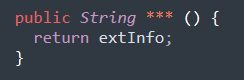 public String *** () {
return extInfo;
}